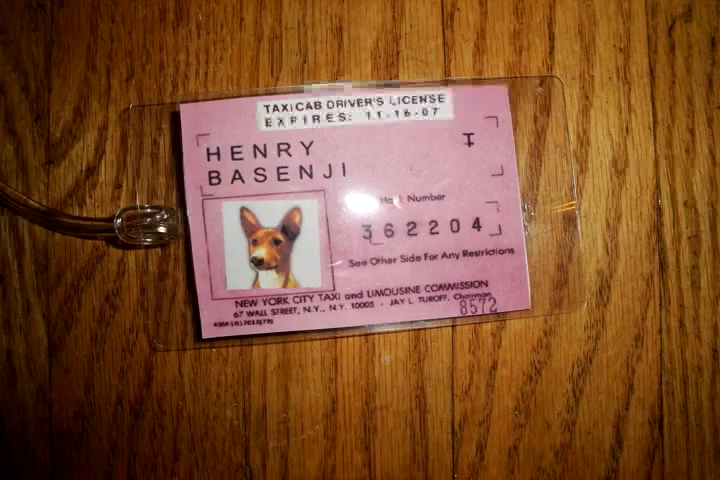 TAXICAB DRIVER'S LICENSE
EXPIRES: 11-16-07
HENRY
T
BASENJI
Hack Number
362204
See Other Side For Any Restrictions
NEW YORK CITY TAXI and LIMOUSINE COMMISSION
67 WALL STREET, N.Y., N.Y. 10005 - JAY L. TUROFF, Chairman
8572